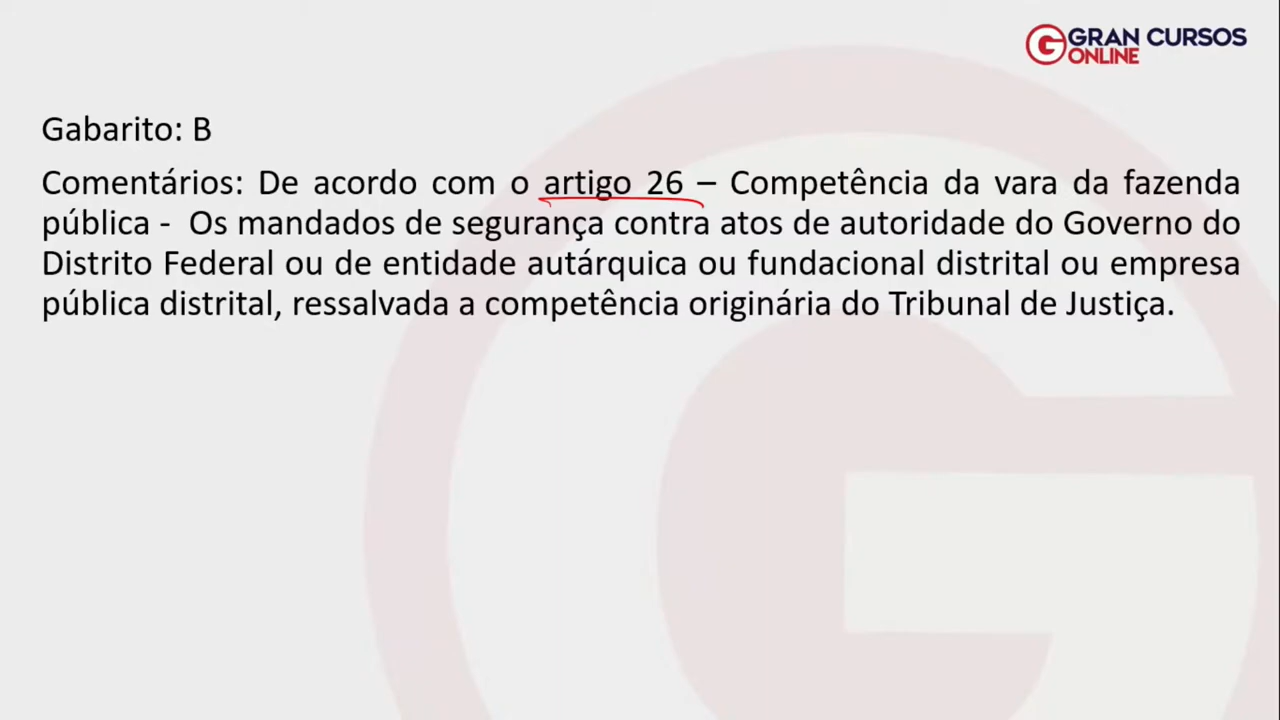 GRAN CURSOS
ONLINE
Gabarito: B
Comentários: De acordo com o artigo 26 – Competência da vara da fazenda
pública - Os mandados de segurança contra atos de autoridade do Governo do
Distrito Federal ou de entidade autárquica ou fundacional distrital ou empresa
pública distrital, ressalvada a competência originária do Tribunal de Justiça.